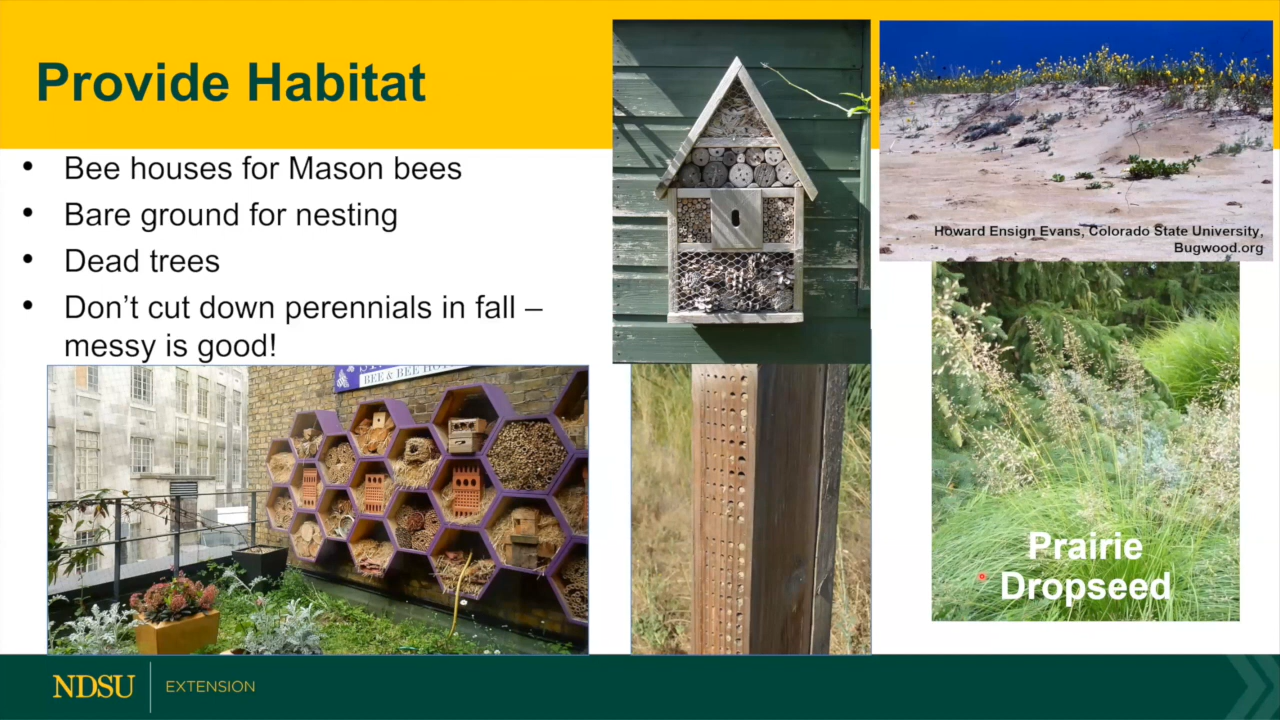 Provide Habitat
• Bee houses for Mason bees
• Bare ground for nesting
• Dead trees
• Don’t cut down perennials in fall –
messy is good!
BEE & BEE
Howard Ensign Evans, Colorado State University,
Bugwood.org
Prairie
Dropseed
NDSU
EXTENSION